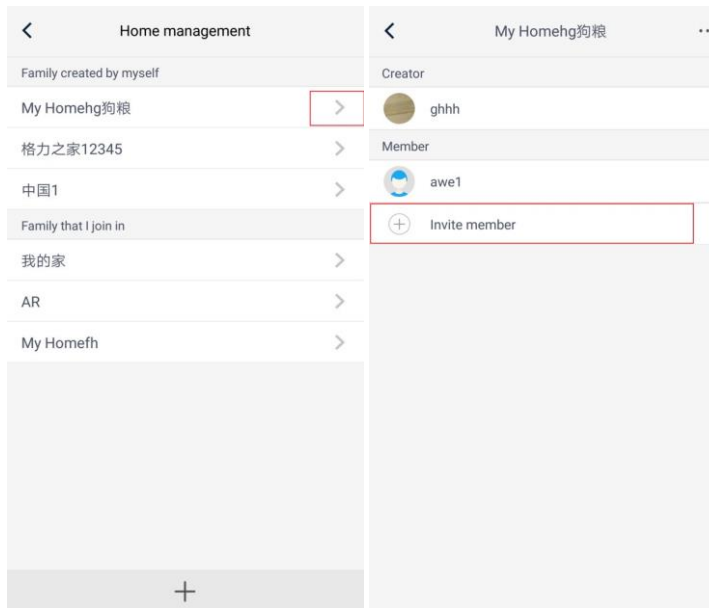 Home management
Family created by myself
My Homehg狗粮
格力之家12345
中国1
Family that I join in
我的家
AR
My Homefh
My Homehg狗粮
Creator
ghhh
Member
awe1
Invite member